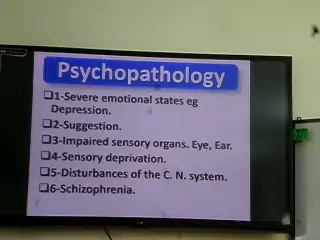 Psychopathology
❑1-Severe emotional states eg
Depression.
❑2-Suggestion.
❑3-Impaired sensory organs. Eye, Ear.
❑4-Sensory deprivation.
❑5-Disturbances of the C. N. system.
❑6-Schizophrenia.